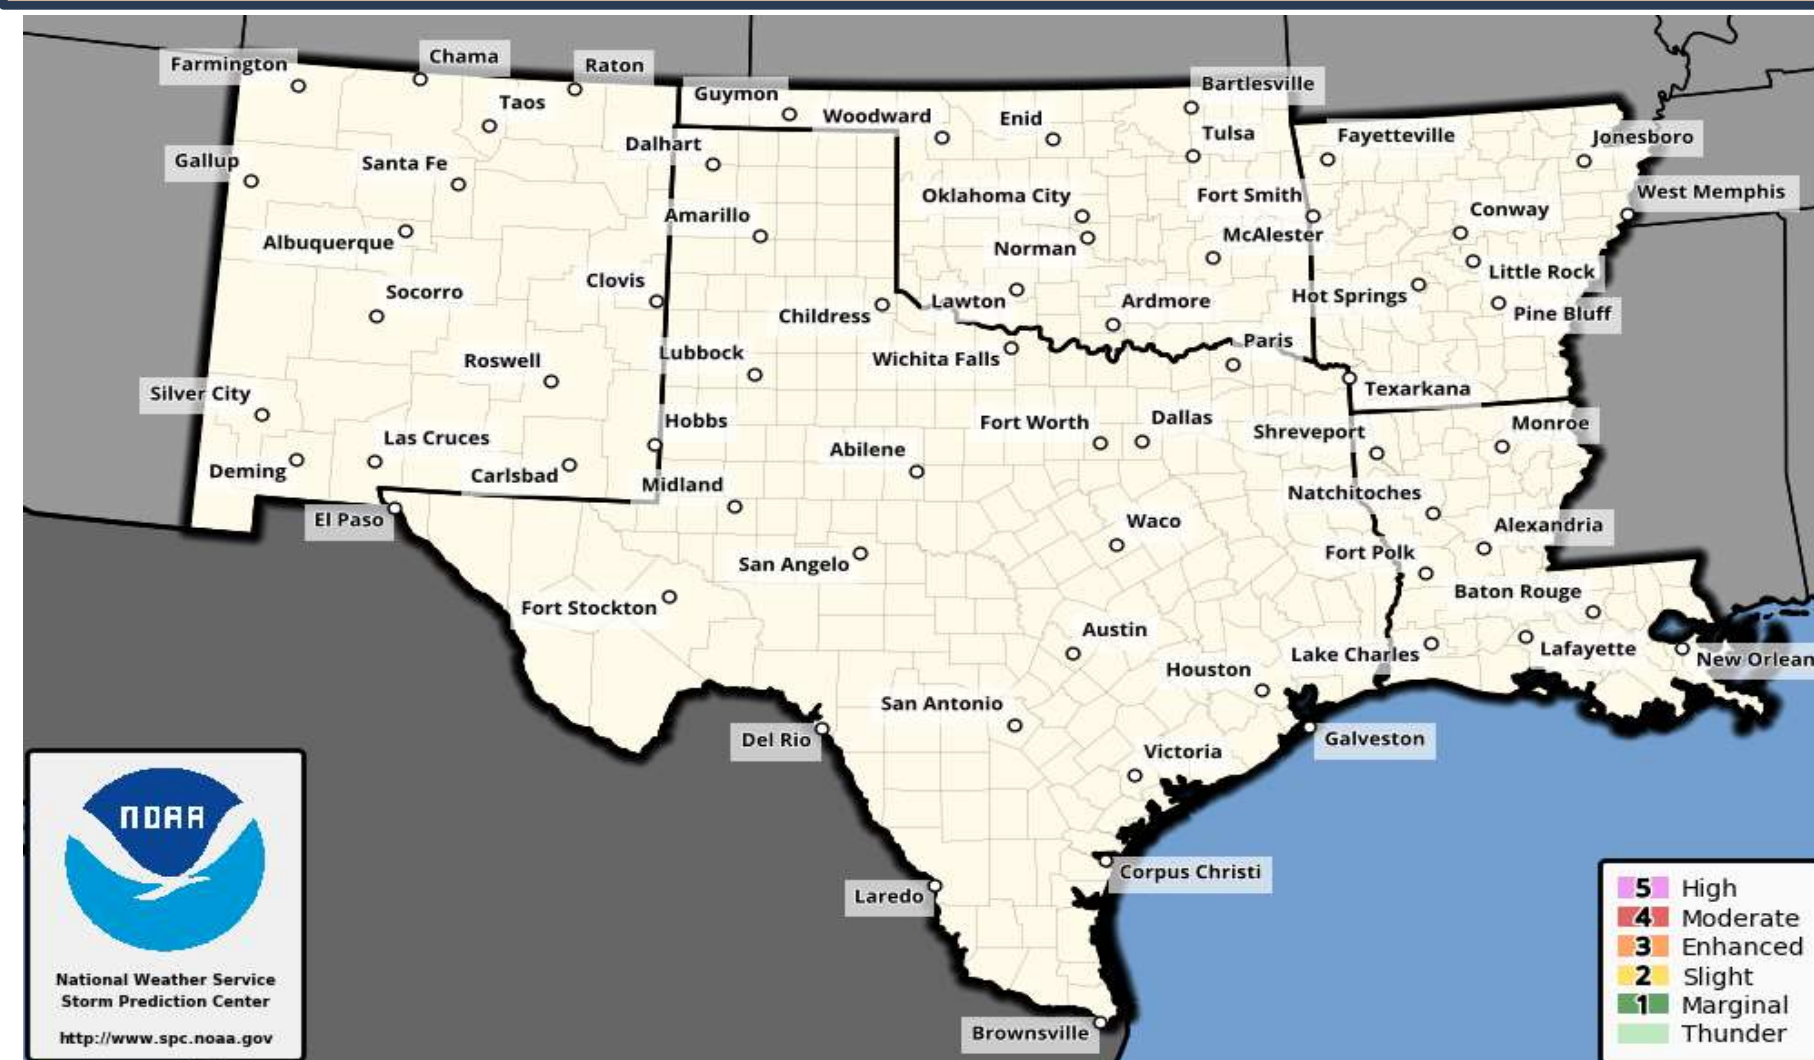 Farmington
Chama
Raton
Taos
Guymon
Woodward
Enid
Bartlesville
Tulsa
Fayetteville
Jonesboro
Gallup
Santa Fe
Dalhart
Amarillo
Oklahoma City
Fort Smith
Conway
West Memphis
Albuquerque
Norman
McAlester
Socorro
Clovis
Childress
Lawton
Ardmore
Hot Springs
Little Rock
Pine Bluff
Roswell
Lubbock
Wichita Falls
Paris
Texarkana
Silver City
Las Cruces
Hobbs
Abilene
Fort Worth
Dallas
Shreveport
Monroe
Deming
Carlsbad
Midland
Natchitoches
El Paso
San Angelo
Waco
Alexandria
Fort Polk
Fort Stockton
Baton Rouge
Austin
Houston
Lake Charles
Lafayette
New Orlean
San Antonio
Del Rio
Victoria
Galveston
Laredo
Corpus Christi
Brownsville
NOAA
National Weather Service
Storm Prediction Center
http://www.spc.noaa.gov
5 High
4 Moderate
3 Enhanced
2 Slight
1 Marginal
Thunder